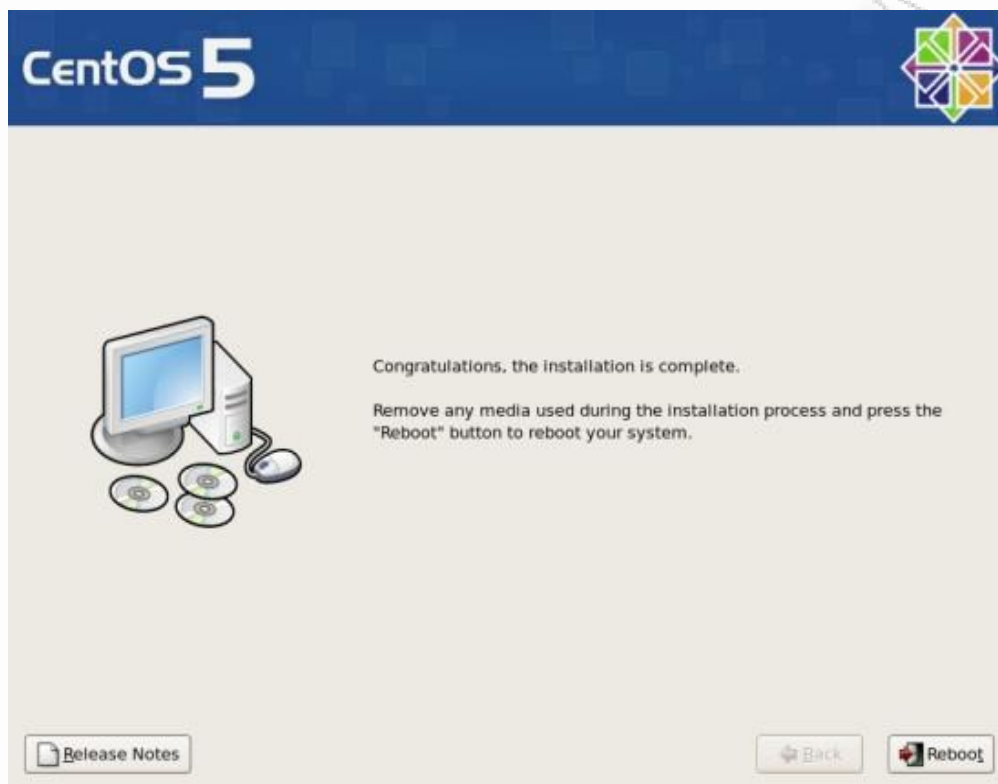 CentOS 5
Congratulations, the installation is complete.
Remove any media used during the installation process and press the
"Reboot" button to reboot your system.
Release Notes
Back
Reboot